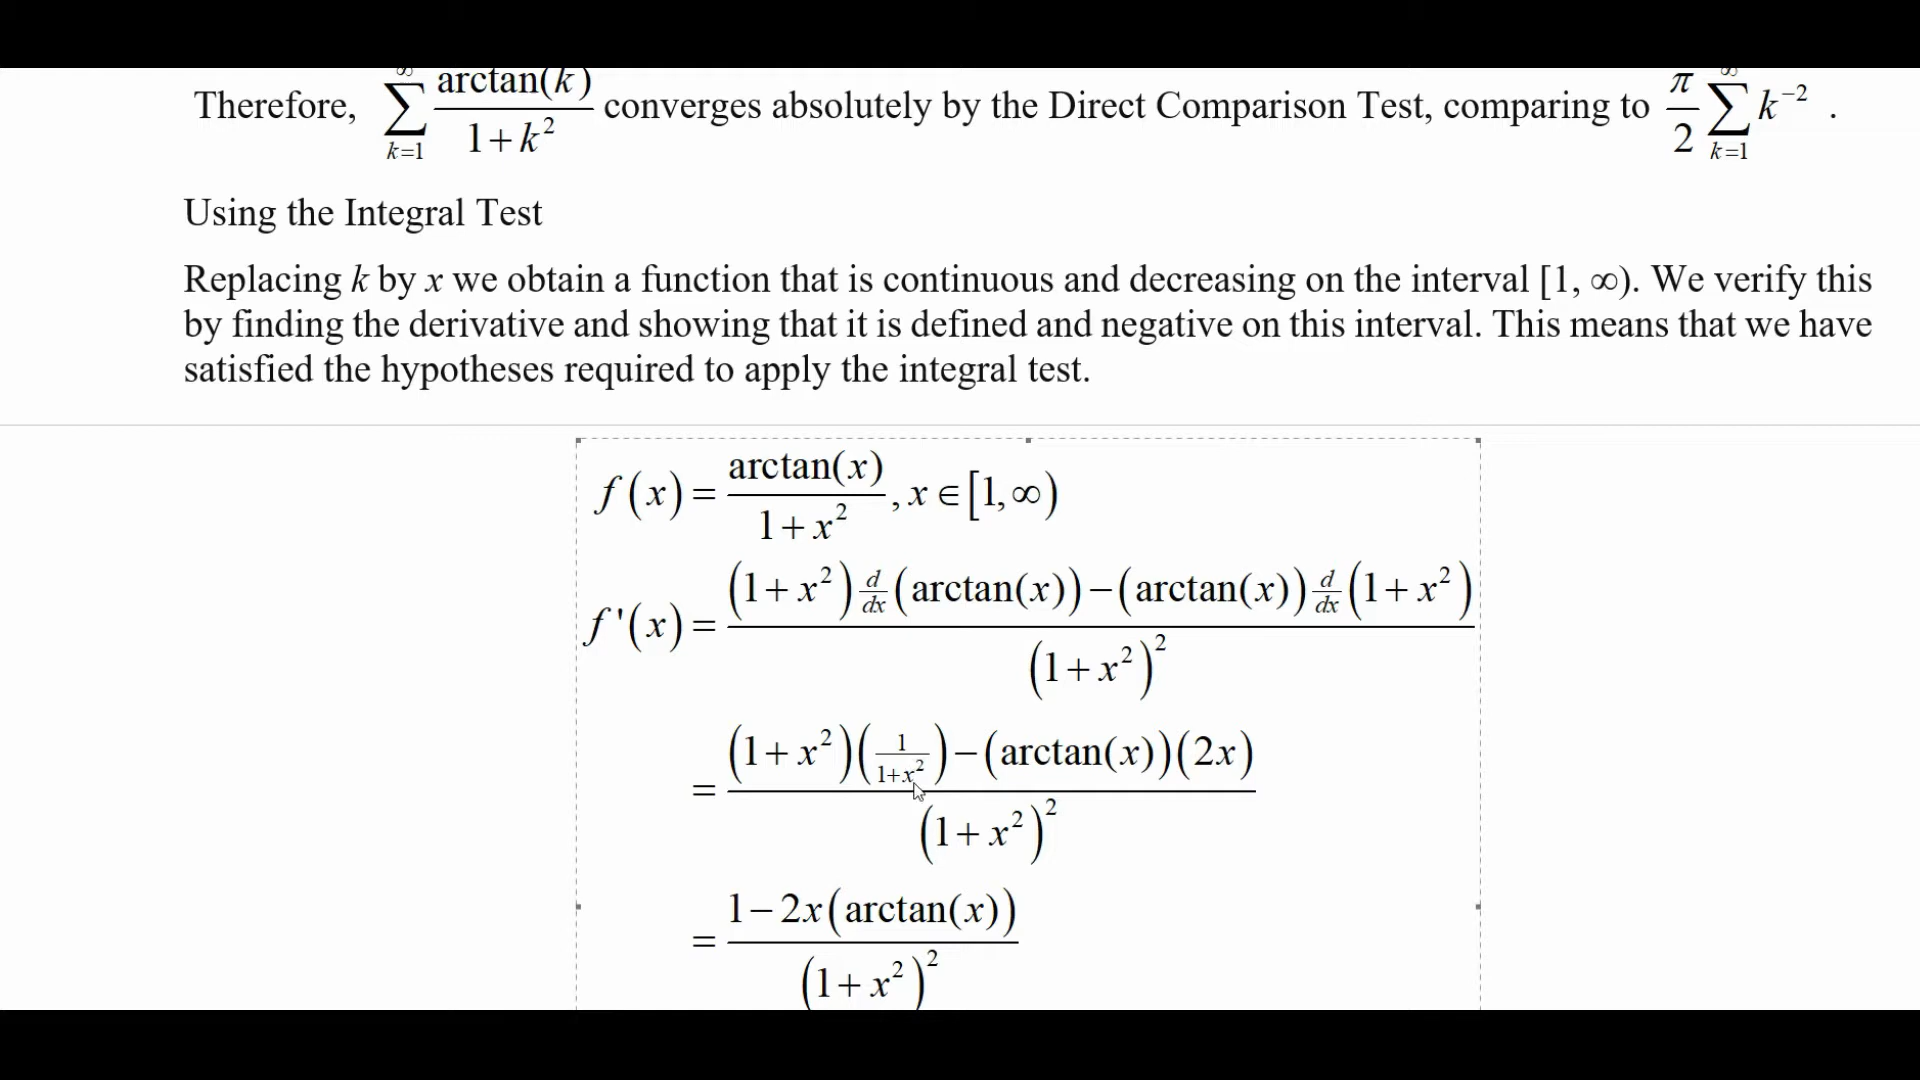 Therefore, ∞ ∑ k=1 arctan(k) / 1+k² converges absolutely by the Direct Comparison Test, comparing to π/2 ∞ ∑ k=1 k⁻² .
Using the Integral Test
Replacing k by x we obtain a function that is continuous and decreasing on the interval [1, ∞). We verify this
by finding the derivative and showing that it is defined and negative on this interval. This means that we have
satisfied the hypotheses required to apply the integral test.
f(x) = arctan(x) / 1+x² , x ∈ [1, ∞)
f'(x) = (1+x²) d/dx (arctan(x)) − (arctan(x)) d/dx (1+x²) / (1+x²)²
= (1+x²)(1/1+x²) − (arctan(x))(2x) / (1+x²)²
= 1−2x(arctan(x)) / (1+x²)²